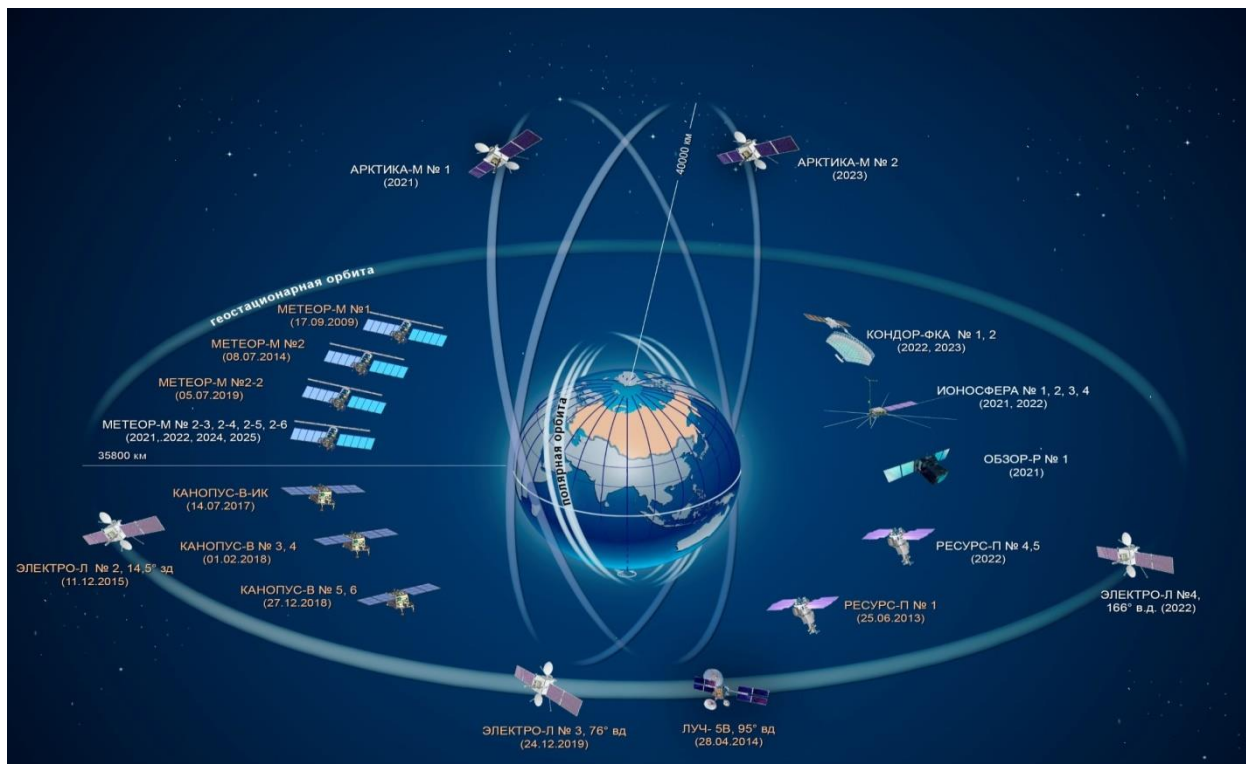 АРКТИКА-М № 1
(2021)
40000 км
АРКТИКА-М № 2
(2023)
геостационарная орбита
МЕТЕОР-М №1
(17.09.2009)
МЕТЕОР-М №2
(08.07.2014)
МЕТЕОР-М №2-2
(05.07.2019)
МЕТЕОР-М № 2-3, 2-4, 2-5, 2-6
(2021,.2022, 2024, 2025)
35800 км
полярная орбита
КОНДОР-ФКА № 1, 2
(2022, 2023)
ИОНОСФЕРА № 1, 2, 3, 4
(2021, 2022)
ОБЗОР-Р № 1
(2021)
КАНОПУС-В-ИК
(14.07.2017)
КАНОПУС-В № 3, 4
(01.02.2018)
КАНОПУС-В № 5, 6
(27.12.2018)
ЭЛЕКТРО-Л № 2, 14,5° зд
(11.12.2015)
РЕСУРС-П № 4,5
(2022)
РЕСУРС-П № 1
(25.06.2013)
ЭЛЕКТРО-Л №4,
166° в.д. (2022)
ЭЛЕКТРО-Л № 3, 76° вд
(24.12.2019)
ЛУЧ- 5В, 95° вд
(28.04.2014)